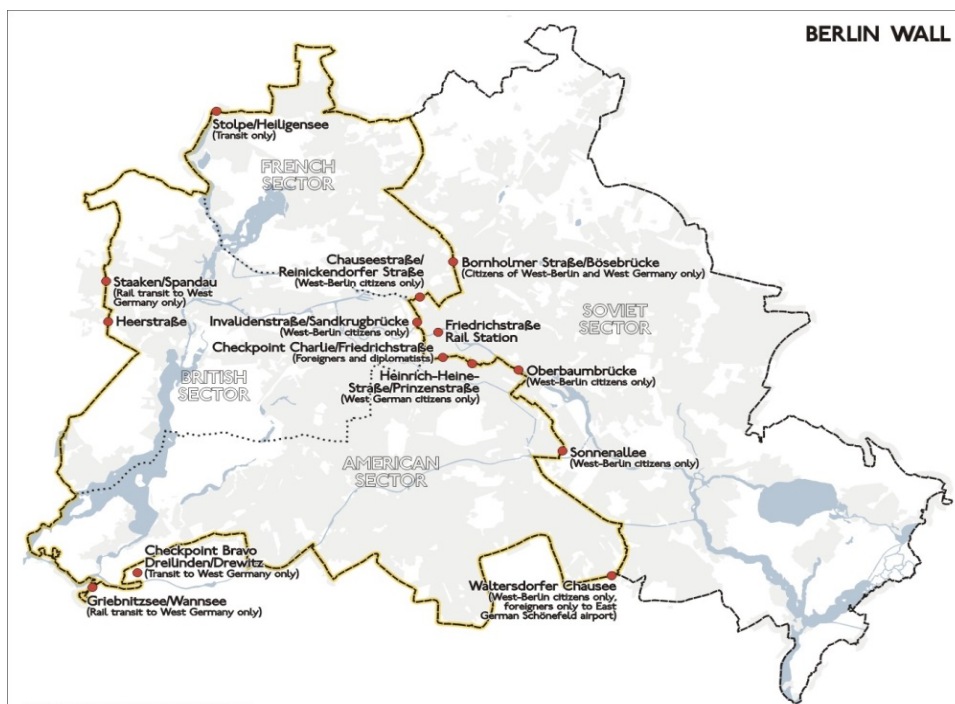 BERLIN WALL
Stolpe/Heiligensee
(Transit only)
FRENCH
SECTOR
Chauseestraße/
Reinickendorfer Straße
(West-Berlin citizens only)
Bornholmer Straße/Bösebrücke
(Citizens of West-Berlin and West Germany only)
Staaken/Spandau
(Rail transit to West
Germany only)
Heerstraße
Invalidenstraße/Sandkrugbrücke
(West-Berlin citizens only)
Friedrichstraße
Rail Station
SOVIET
SECTOR
Checkpoint Charlie/Friedrichstraße
(Foreigners and diplomatists)
Heinrich-Heine-
Straße/Prinzenstraße
(West German citizens only)
Oberbaumbrücke
(West-Berlin citizens only)
BRITISH
SECTOR
AMERICAN
SECTOR
Sonnenallee
(West-Berlin citizens only)
Checkpoint Bravo
Dreilinden/Drewitz
(Transit to West Germany only)
Griebnitzsee/Wannsee
(Rail transit to West Germany only)
Waltersdorfer Chausee
(West-Berlin citizens only,
foreigners only to East
German Schönefeld airport)